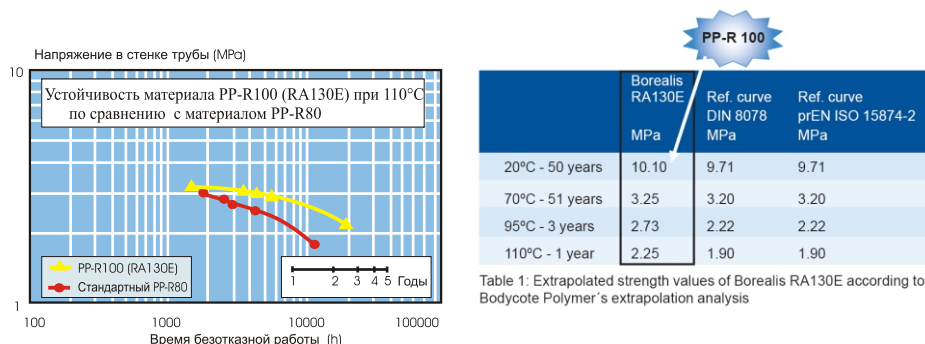 Напряжение в стенке трубы (MPa)
10
Устойчивость материала PP-R100 (RA130E) при 110°C
по сравнению с материалом PP-R80
PP-R100 (RA130E)
Стандартный PP-R80
1 2 3 4 5 Годы
1
100 1000 10000 100000
Время безотказной работы (h)
PP-R 100
Borealis RA130E MPa
Ref. curve DIN 8078 MPa
Ref. curve prEN ISO 15874-2 MPa
20ºC - 50 years 10.10 9.71 9.71
70ºC - 51 years 3.25 3.20 3.20
95ºC - 3 years 2.73 2.22 2.22
110ºC - 1 year 2.25 1.90 1.90
Table 1: Extrapolated strength values of Borealis RA130E according to
Bodycote Polymer´s extrapolation analysis